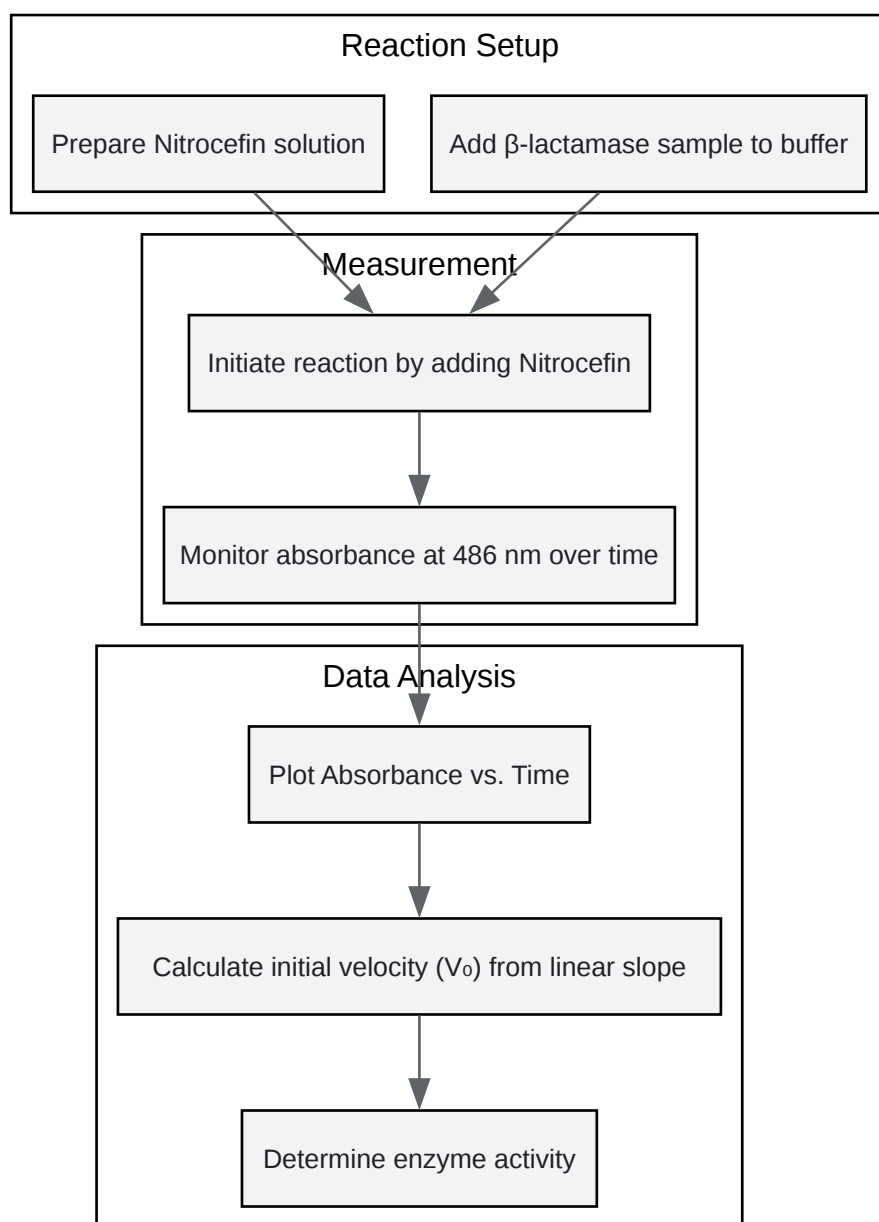 Reaction Setup
Prepare Nitrocefin solution
Add β-lactamase sample to buffer
Measurement
Initiate reaction by adding Nitrocefin
Monitor absorbance at 486 nm over time
Data Analysis
Plot Absorbance vs. Time
Calculate initial velocity (V₀) from linear slope
Determine enzyme activity